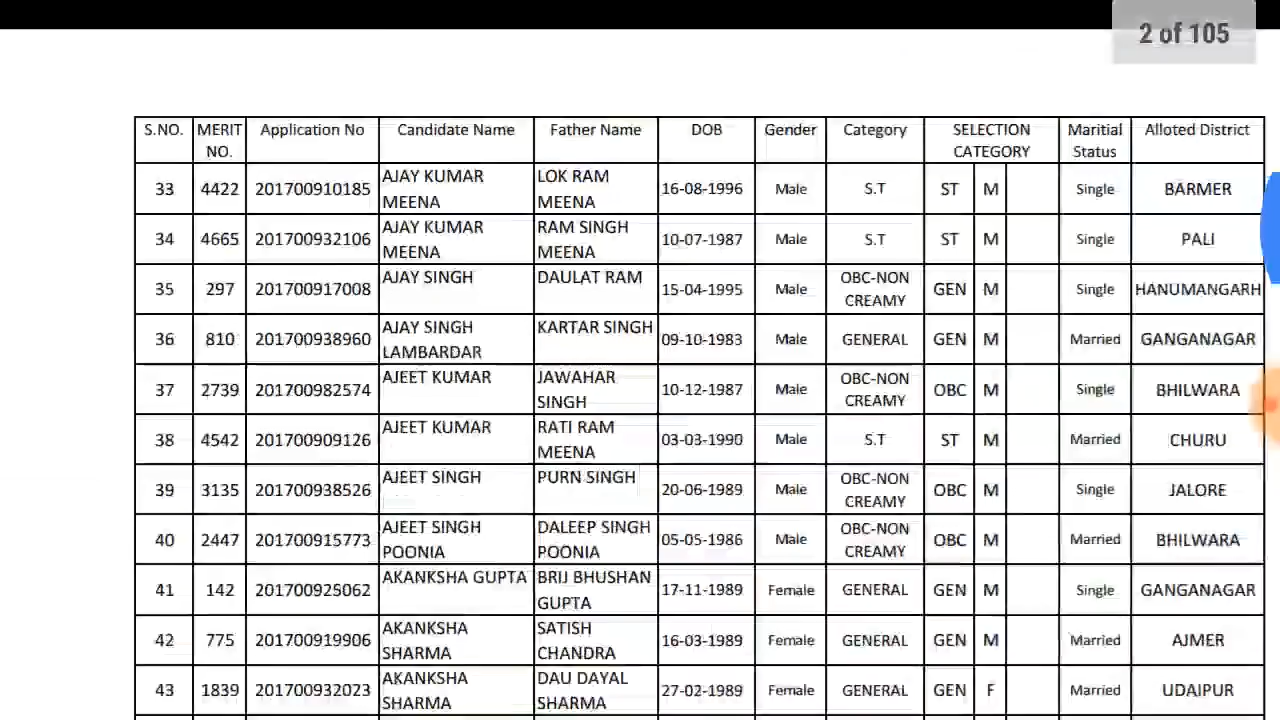 2 of 105
S.NO. MERIT NO. Application No Candidate Name Father Name DOB Gender Category SELECTION CATEGORY Maritial Status Alloted District
33 4422 201700910185 AJAY KUMAR MEENA LOK RAM MEENA 16-08-1996 Male S.T ST M Single BARMER
34 4665 201700932106 AJAY KUMAR MEENA RAM SINGH MEENA 10-07-1987 Male S.T ST M Single PALI
35 297 201700917008 AJAY SINGH DAULAT RAM 15-04-1995 Male OBC-NON CREAMY GEN M Single HANUMANGARH
36 810 201700938960 AJAY SINGH LAMBARDAR KARTAR SINGH 09-10-1983 Male GENERAL GEN M Married GANGANAGAR
37 2739 201700982574 AJEET KUMAR JAWAHAR SINGH 10-12-1987 Male OBC-NON CREAMY OBC M Single BHILWARA
38 4542 201700909126 AJEET KUMAR RATI RAM MEENA 03-03-1990 Male S.T ST M Married CHURU
39 3135 201700938526 AJEET SINGH PURN SINGH 20-06-1989 Male OBC-NON CREAMY OBC M Single JALORE
40 2447 201700915773 AJEET SINGH POONIA DALEEP SINGH POONIA 05-05-1986 Male OBC-NON CREAMY OBC M Married BHILWARA
41 142 201700925062 AKANKSHA GUPTA BRIJ BHUSHAN GUPTA 17-11-1989 Female GENERAL GEN M Single GANGANAGAR
42 775 201700919906 AKANKSHA SHARMA SATISH CHANDRA 16-03-1989 Female GENERAL GEN M Married AJMER
43 1839 201700932023 AKANKSHA SHARMA DAU DAYAL SHARMA 27-02-1989 Female GENERAL GEN F Married UDAIPUR